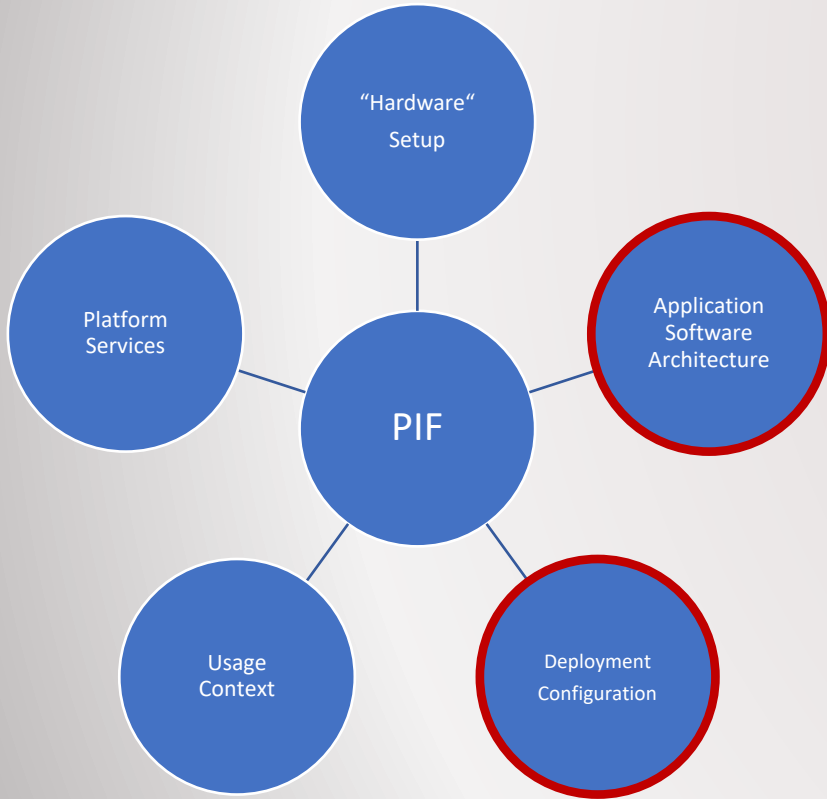 “Hardware“
Setup
Platform
Services
Application
Software
Architecture
PIF
Usage
Context
Deployment
Configuration